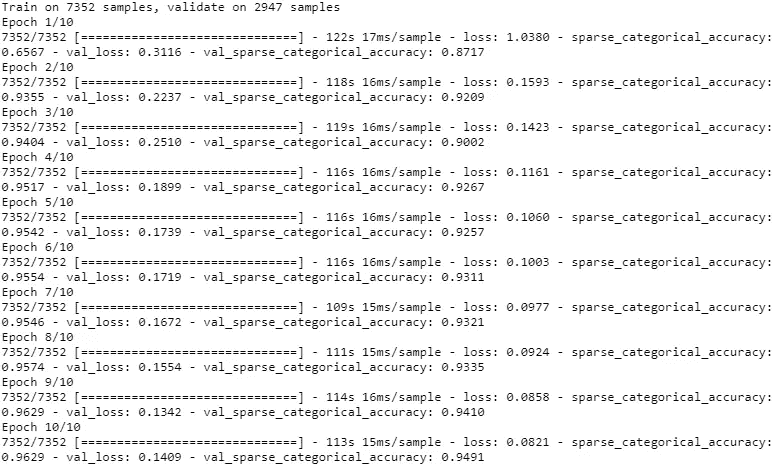 Train on 7352 samples, validate on 2947 samples
Epoch 1/10
7352/7352 [==============================] - 122s 17ms/sample - loss: 1.0380 - sparse_categorical_accuracy:
0.6567 - val_loss: 0.3116 - val_sparse_categorical_accuracy: 0.8717
Epoch 2/10
7352/7352 [==============================] - 118s 16ms/sample - loss: 0.1593 - sparse_categorical_accuracy:
0.9355 - val_loss: 0.2237 - val_sparse_categorical_accuracy: 0.9209
Epoch 3/10
7352/7352 [==============================] - 119s 16ms/sample - loss: 0.1423 - sparse_categorical_accuracy:
0.9404 - val_loss: 0.2510 - val_sparse_categorical_accuracy: 0.9002
Epoch 4/10
7352/7352 [==============================] - 116s 16ms/sample - loss: 0.1161 - sparse_categorical_accuracy:
0.9517 - val_loss: 0.1899 - val_sparse_categorical_accuracy: 0.9267
Epoch 5/10
7352/7352 [==============================] - 116s 16ms/sample - loss: 0.1060 - sparse_categorical_accuracy:
0.9542 - val_loss: 0.1739 - val_sparse_categorical_accuracy: 0.9257
Epoch 6/10
7352/7352 [==============================] - 116s 16ms/sample - loss: 0.1003 - sparse_categorical_accuracy:
0.9554 - val_loss: 0.1719 - val_sparse_categorical_accuracy: 0.9311
Epoch 7/10
7352/7352 [==============================] - 109s 15ms/sample - loss: 0.0977 - sparse_categorical_accuracy:
0.9546 - val_loss: 0.1672 - val_sparse_categorical_accuracy: 0.9321
Epoch 8/10
7352/7352 [==============================] - 111s 15ms/sample - loss: 0.0924 - sparse_categorical_accuracy:
0.9574 - val_loss: 0.1554 - val_sparse_categorical_accuracy: 0.9335
Epoch 9/10
7352/7352 [==============================] - 114s 16ms/sample - loss: 0.0858 - sparse_categorical_accuracy:
0.9629 - val_loss: 0.1342 - val_sparse_categorical_accuracy: 0.9410
Epoch 10/10
7352/7352 [==============================] - 113s 15ms/sample - loss: 0.0821 - sparse_categorical_accuracy:
0.9629 - val_loss: 0.1409 - val_sparse_categorical_accuracy: 0.9491